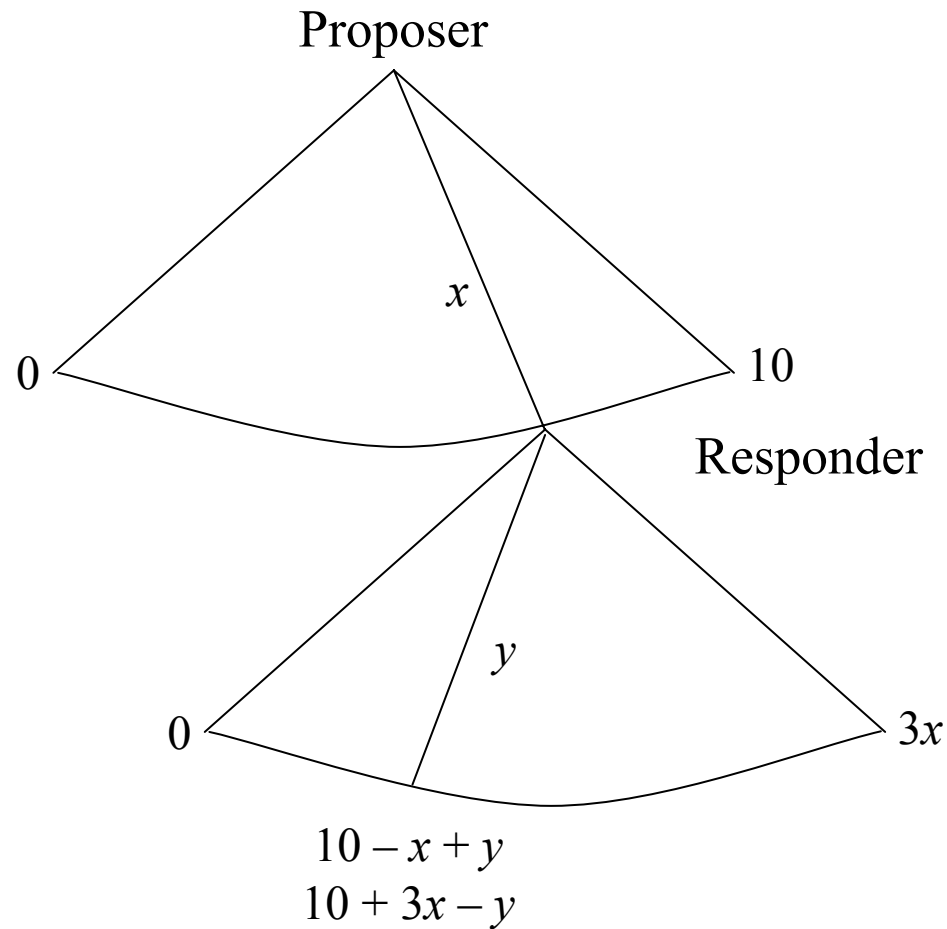 Proposer
x
0
10
Responder
y
0
3x
10 – x + y
10 + 3x – y